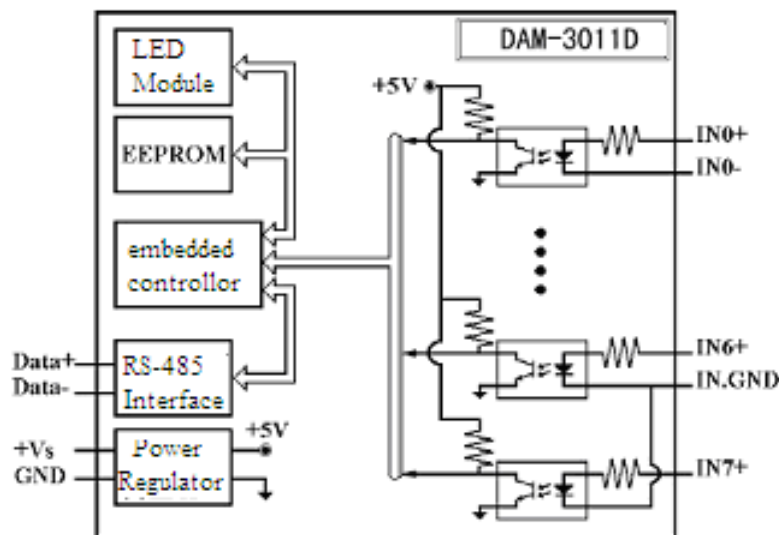 DAM-3011D
LED
Module
EEPROM
embedded
controllor
RS-485
Interface
Power
Regulator
Data+
Data-
+Vs
GND
+5V
+5V
IN0+
IN0-
IN6+
IN.GND
IN7+